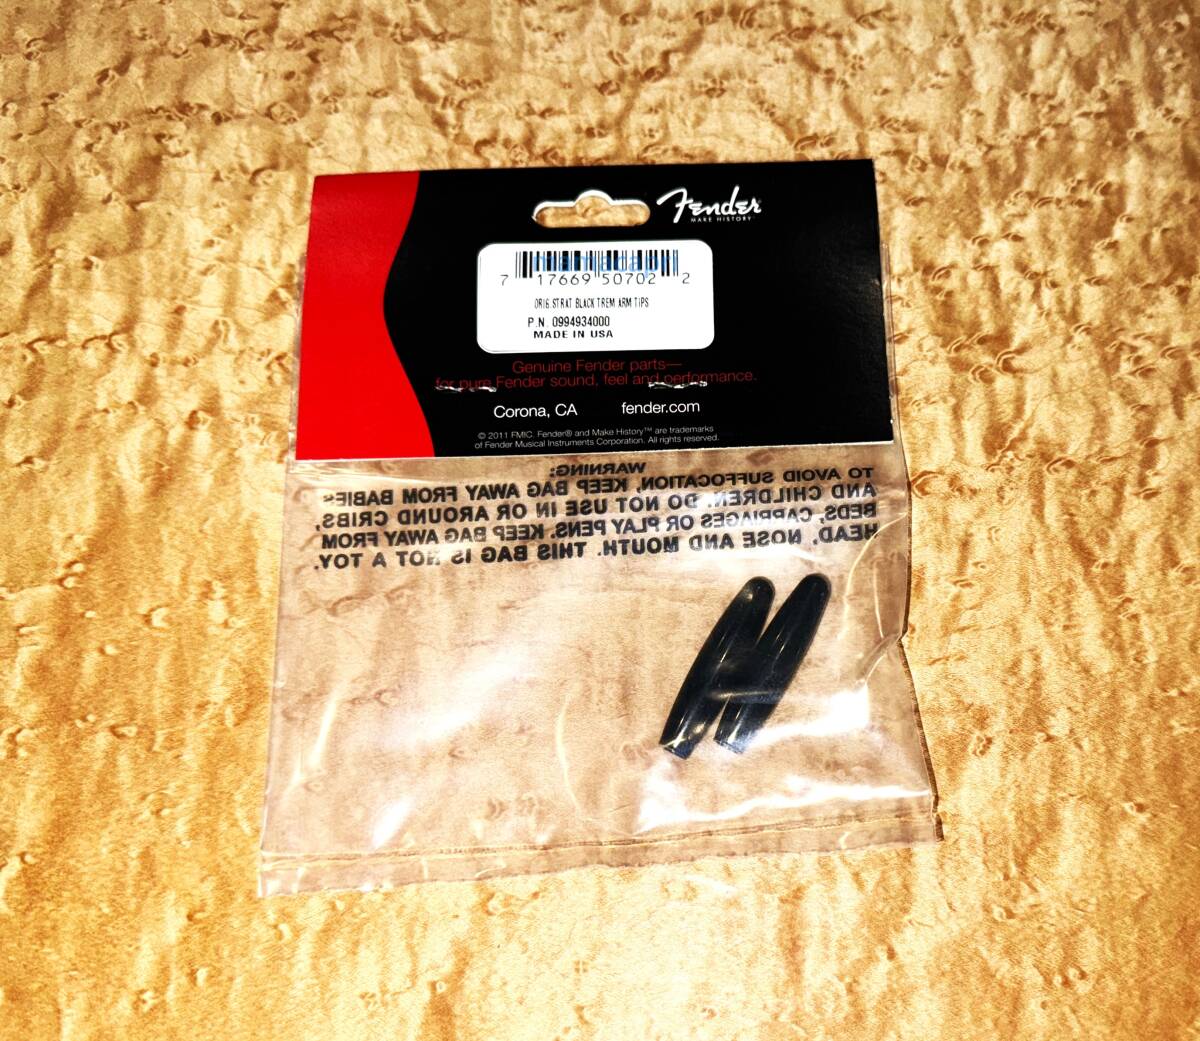 Fender
MAKE HISTORY™
7 17669 50702 2
ORIG.STRAT BLACK TREM ARM TIPS
P.N. 0994934000
MADE IN USA
Genuine Fender parts—
for pure Fender sound, feel and performance.
Corona, CA fender.com
© 2011 FMIC. Fender® and Make History™ are trademarks
of Fender Musical Instruments Corporation. All rights reserved.
WARNING:
TO AVOID SUFFOCATION, KEEP BAG AWAY FROM BABIES
AND CHILDREN. DO NOT USE IN OR AROUND CRIBS,
BEDS, CARRIAGES OR PLAY PENS. KEEP BAG AWAY FROM
HEAD, NOSE AND MOUTH. THIS BAG IS NOT A TOY.